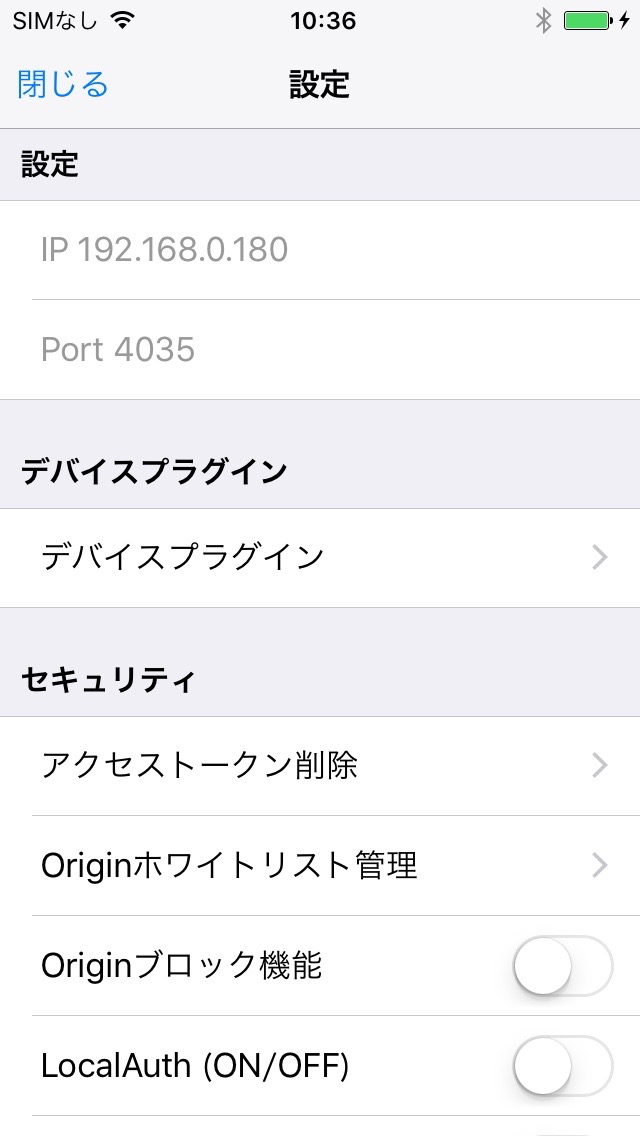 SIMなし 10:36
閉じる 設定
設定
IP 192.168.0.180
Port 4035
デバイスプラグイン
デバイスプラグイン
セキュリティ
アクセストークン削除
Originホワイトリスト管理
Originブロック機能
LocalAuth (ON/OFF)